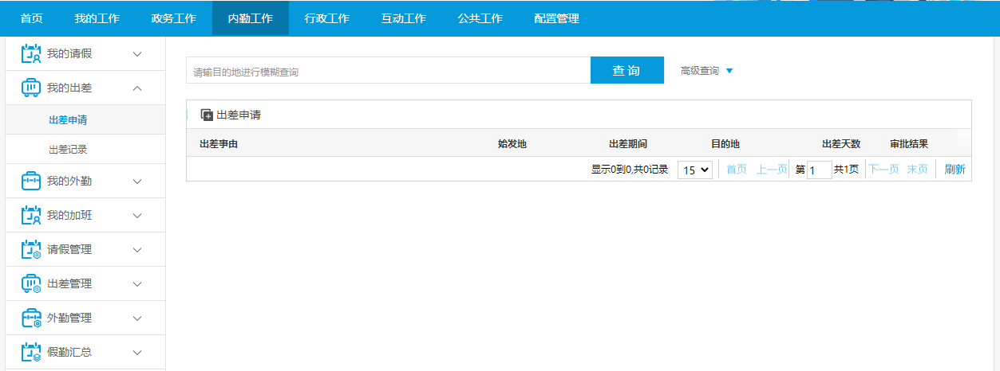 首页 我的工作 政务工作 内勤工作 行政工作 互动工作 公共工作 配置管理
我的请假
我的出差
出差申请
出差记录
我的外勤
我的加班
请假管理
出差管理
外勤管理
假勤汇总
请输目的地进行模糊查询 查 询 高级查询
出差申请
出差事由 始发地 出差期间 目的地 出差天数 审批结果
显示0到0,共0记录 15 首页 上一页 第 1 共1页 下一页 末页 刷新